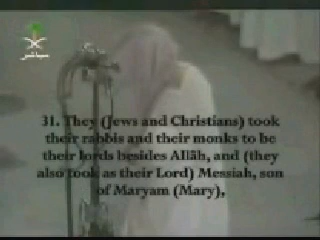 مباشر
31. They (Jews and Christians) took
their rabbis and their monks to be
their lords besides Allâh, and (they
also took as their Lord) Messiah, son
of Maryam (Mary),